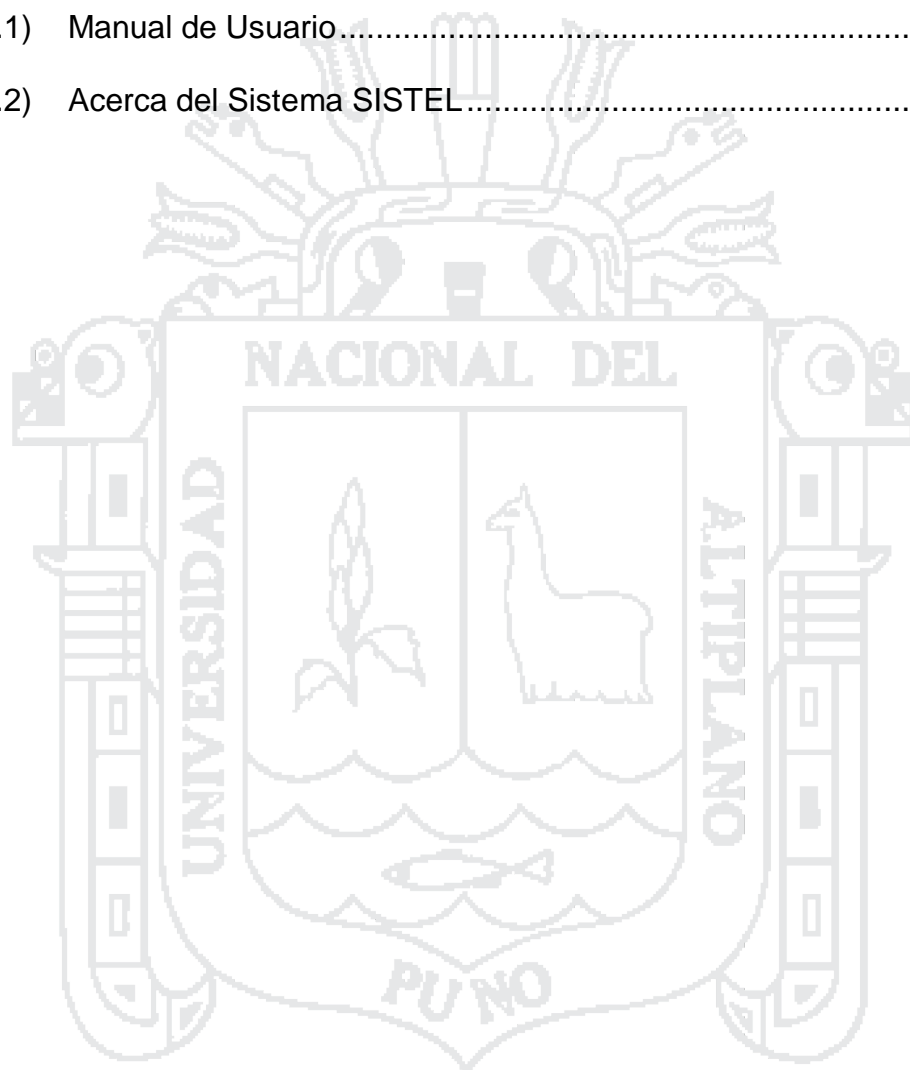 .1) Manual de Usuario..................................................................
.2) Acerca del Sistema SISTEL....................................................
NACIONAL DEL
UNIVERSIDAD
ALTIPLANO
PUNO